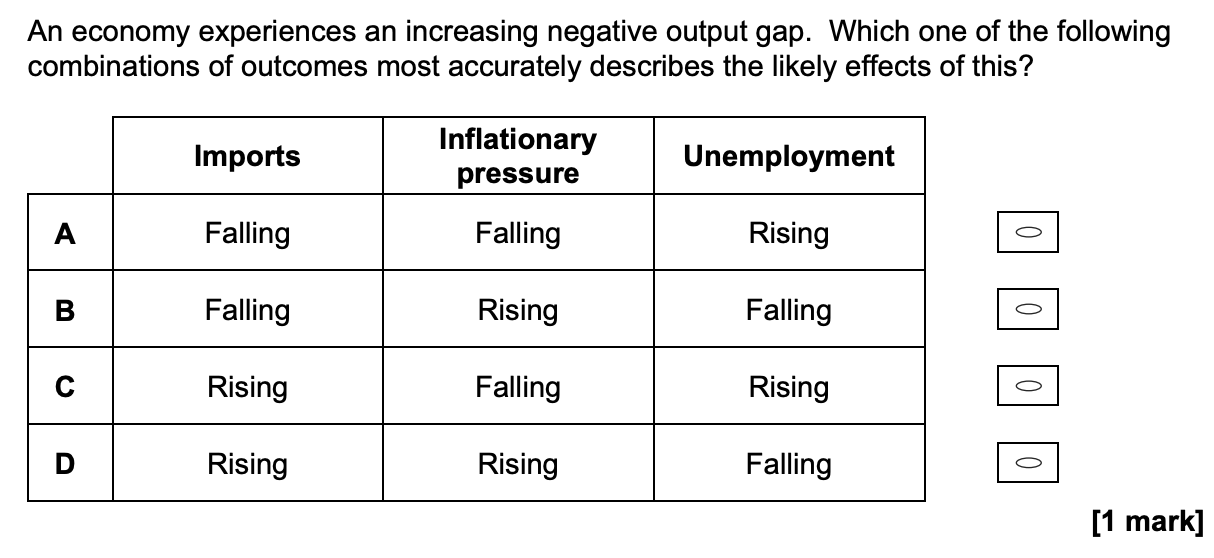 An economy experiences an increasing negative output gap.  Which one of the following
combinations of outcomes most accurately describes the likely effects of this?
Imports Inflationary pressure Unemployment
A Falling Falling Rising
B Falling Rising Falling
C Rising Falling Rising
D Rising Rising Falling
[1 mark]